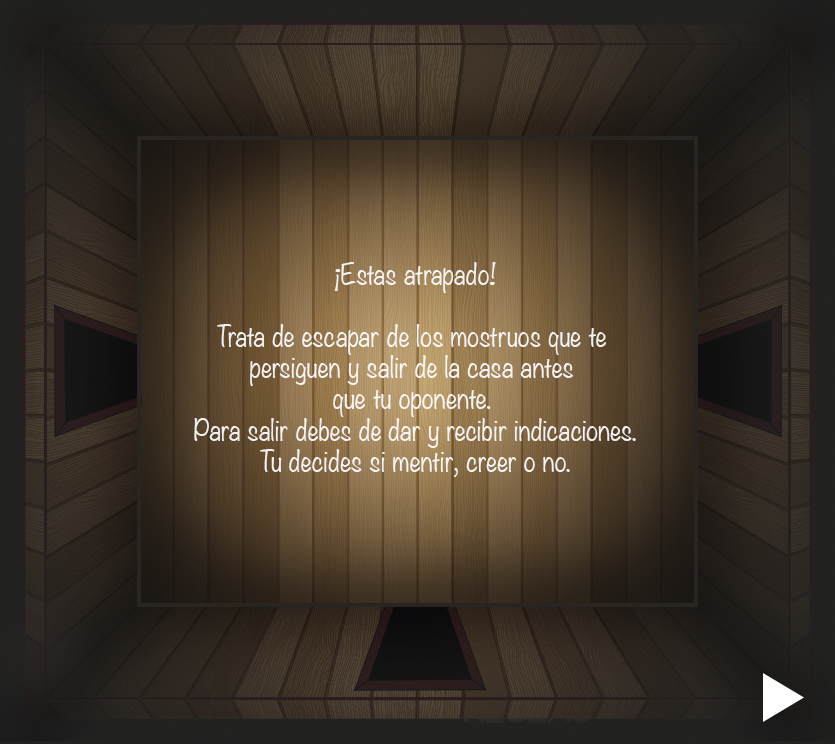 ¡Estas atrapado!
Trata de escapar de los mostruos que te
persiguen y salir de la casa antes
que tu oponente.
Para salir debes de dar y recibir indicaciones.
Tu decides si mentir, creer o no.